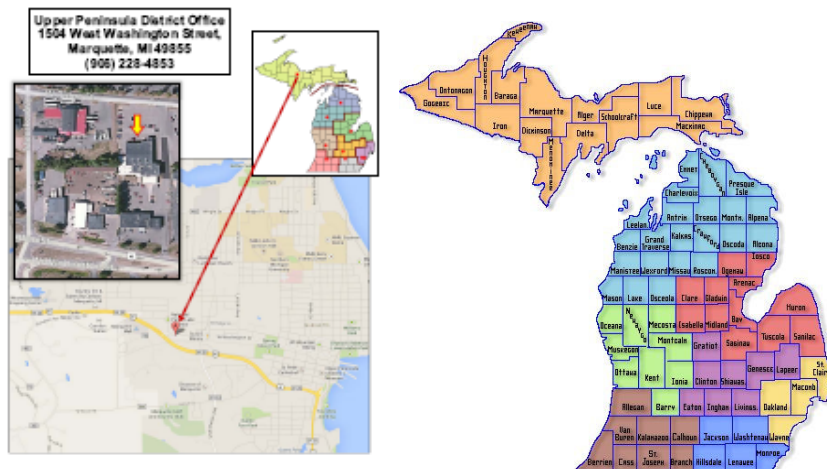 Upper Peninsula District Office
1504 West Washington Street,
Marquette, MI 49855
(906) 228-4853
Keweenaw
Houghton
Ontonagon
Baraga
Gogebic
Marquette
Luce
Alger
Schoolcraft
Chippewa
Iron
Dickinson
Delta
Mackinac
Menominee
Emmet
Cheboygan
Presque
Isle
Charlevoix
Antrim
Otsego
Montm.
Alpena
Leelan.
Kalkas.
Crawford
Benzie
Grand
Traverse
Oscoda
Alcona
Iosco
Manistee
Wexford
Missau
Roscom.
Ogemaw
Arenac
Mason
Lake
Osceola
Clare
Gladwin
Huron
Oceana
Newaygo
Mecosta
Isabella
Midland
Bay
Tuscola
Sanilac
Montcalm
Gratiot
Saginaw
Muskegon
Genesee
Lapeer
St.
Clair
Ottawa
Kent
Ionia
Clinton
Shiawas.
Macomb
Allegan
Barry
Eaton
Ingham
Livings.
Oakland
Van
Buren
Kalamazoo
Calhoun
Jackson
Washtenaw
Wayne
Berrien
Cass
St.
Joseph
Branch
Hillsdale
Lenawee
Monroe